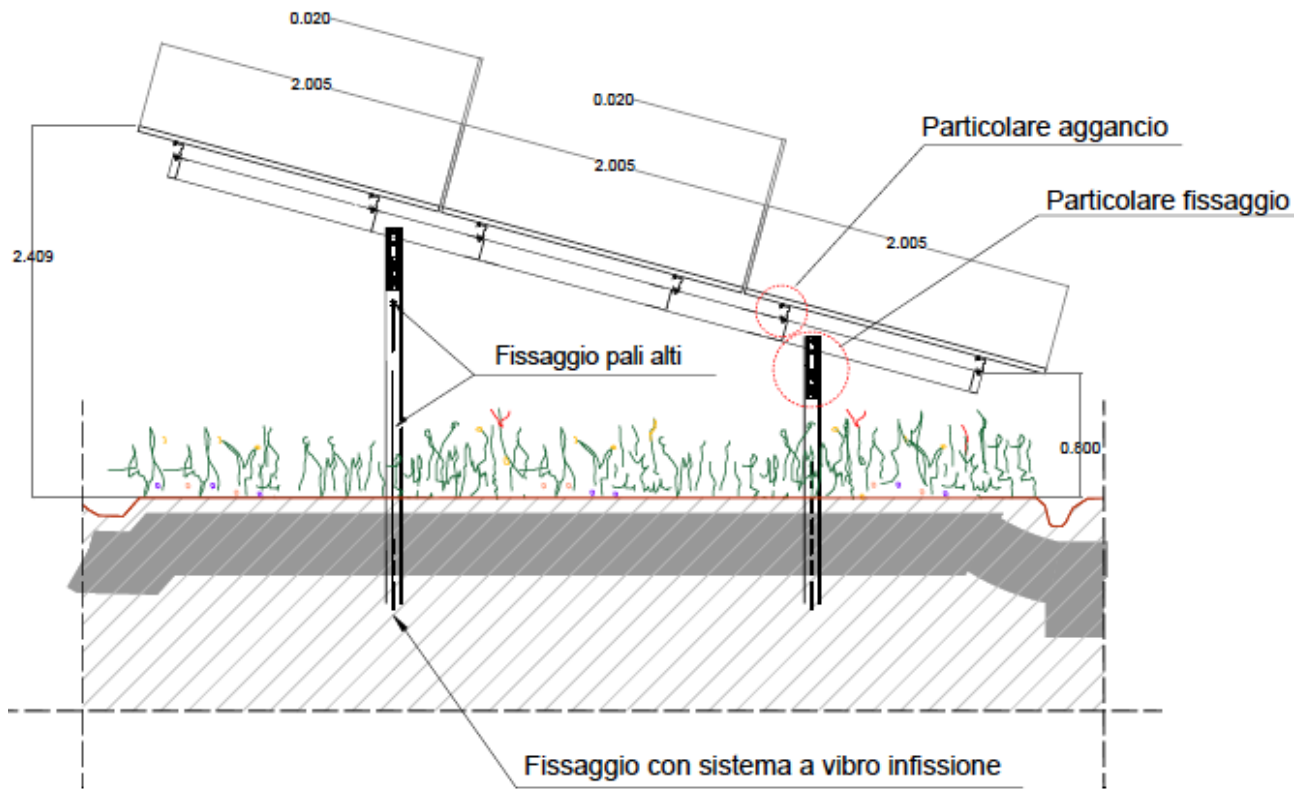 0.020
2.005
0.020
Particolare aggancio
2.005
Particolare fissaggio
2.005
2.409
Fissaggio pali alti
0.800
Fissaggio con sistema a vibro infissione